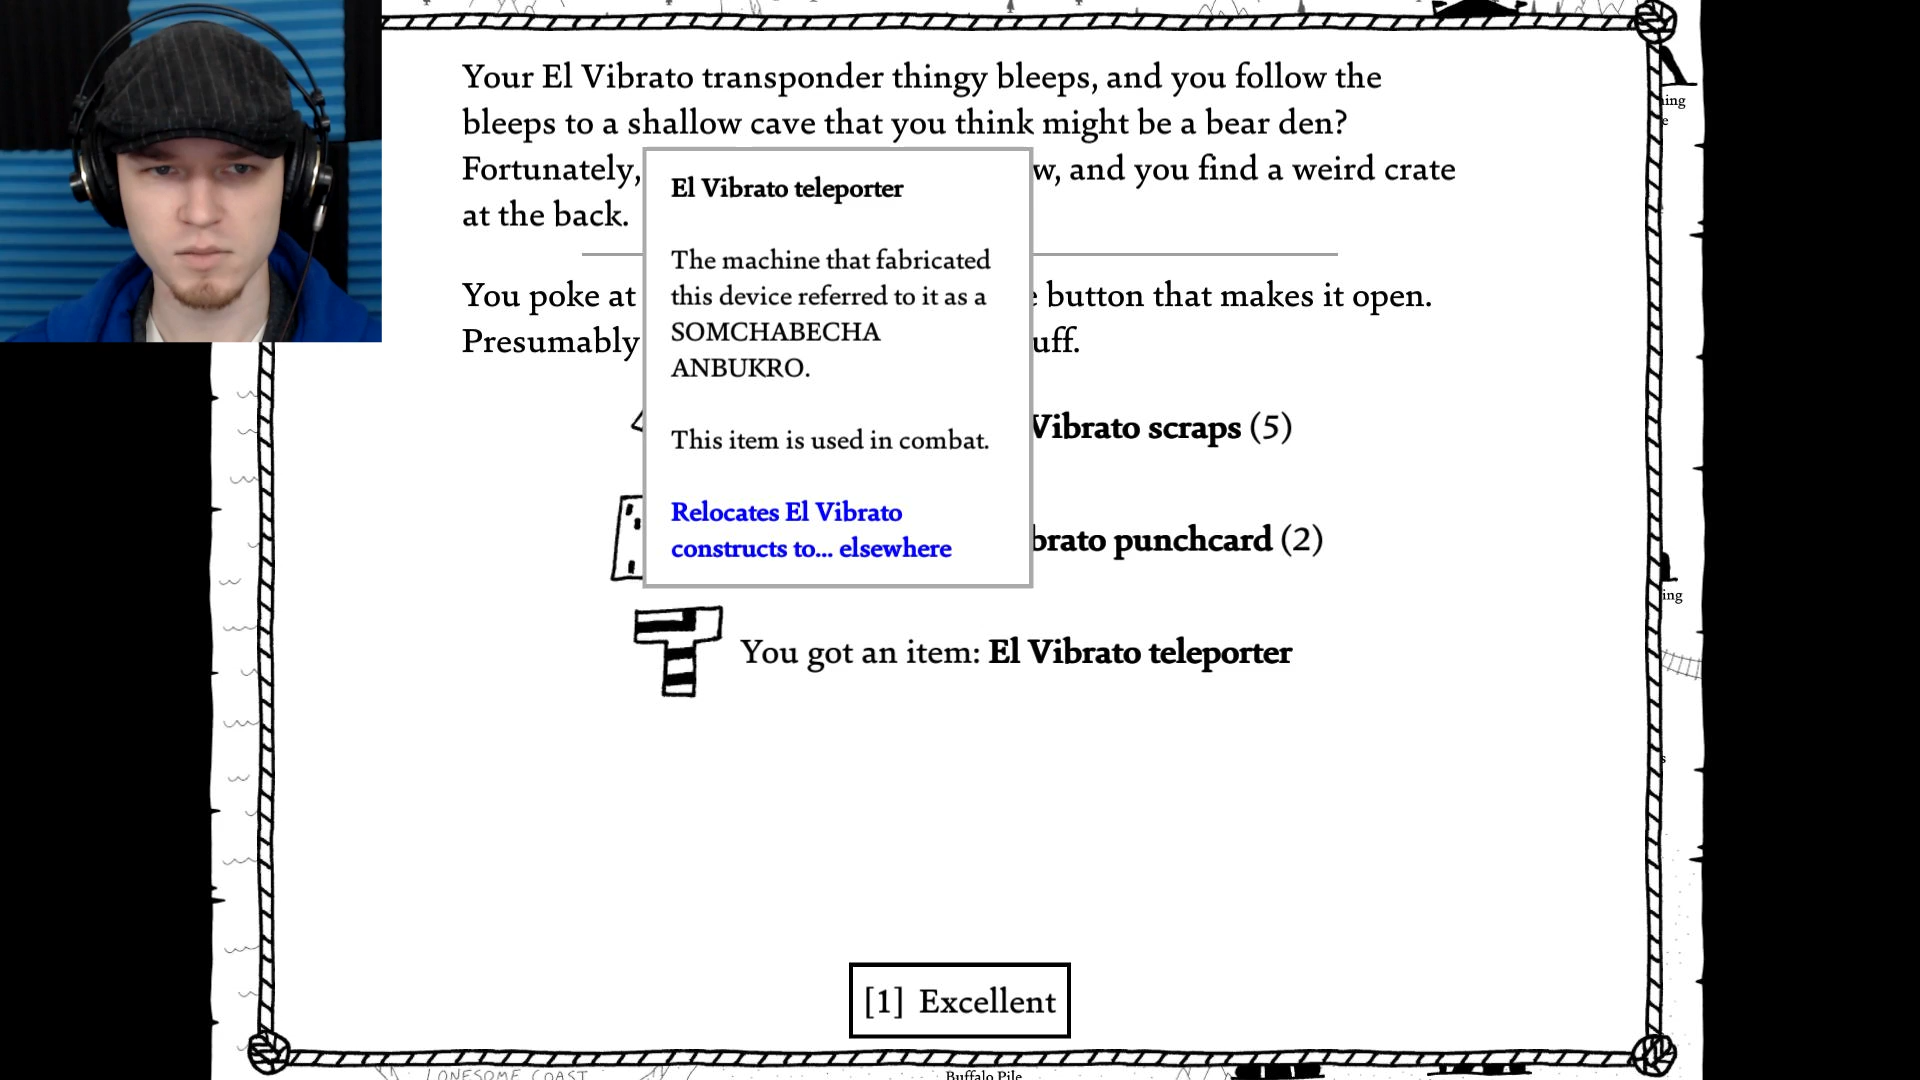 Your El Vibrato transponder thingy bleeps, and you follow the
bleeps to a shallow cave that you think might be a bear den?
Fortunately, w, and you find a weird crate
at the back.
You poke at button that makes it open.
Presumably uff.
El Vibrato teleporter
The machine that fabricated
this device referred to it as a
SOMCHABECHA
ANBUKRO.
This item is used in combat.
Relocates El Vibrato
constructs to... elsewhere
Vibrato scraps (5)
brato punchcard (2)
You got an item: El Vibrato teleporter
[1] Excellent
ing
e
ing
s
LONESOME COAST
Buffalo Pile